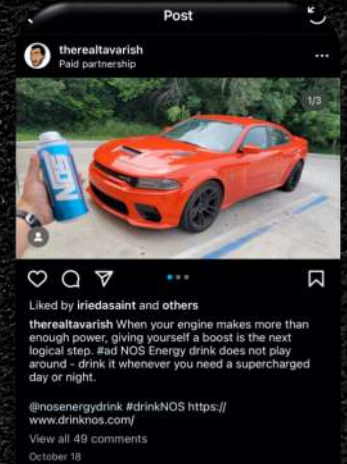 Post
therealtavarish
Paid partnership
1/3
NOS
Liked by iriedasaint and others
therealtavarish When your engine makes more than
enough power, giving yourself a boost is the next
logical step. #ad NOS Energy drink does not play
around - drink it whenever you need a supercharged
day or night.
@nosenergydrink #drinkNOS https://
www.drinknos.com/
View all 49 comments
October 18